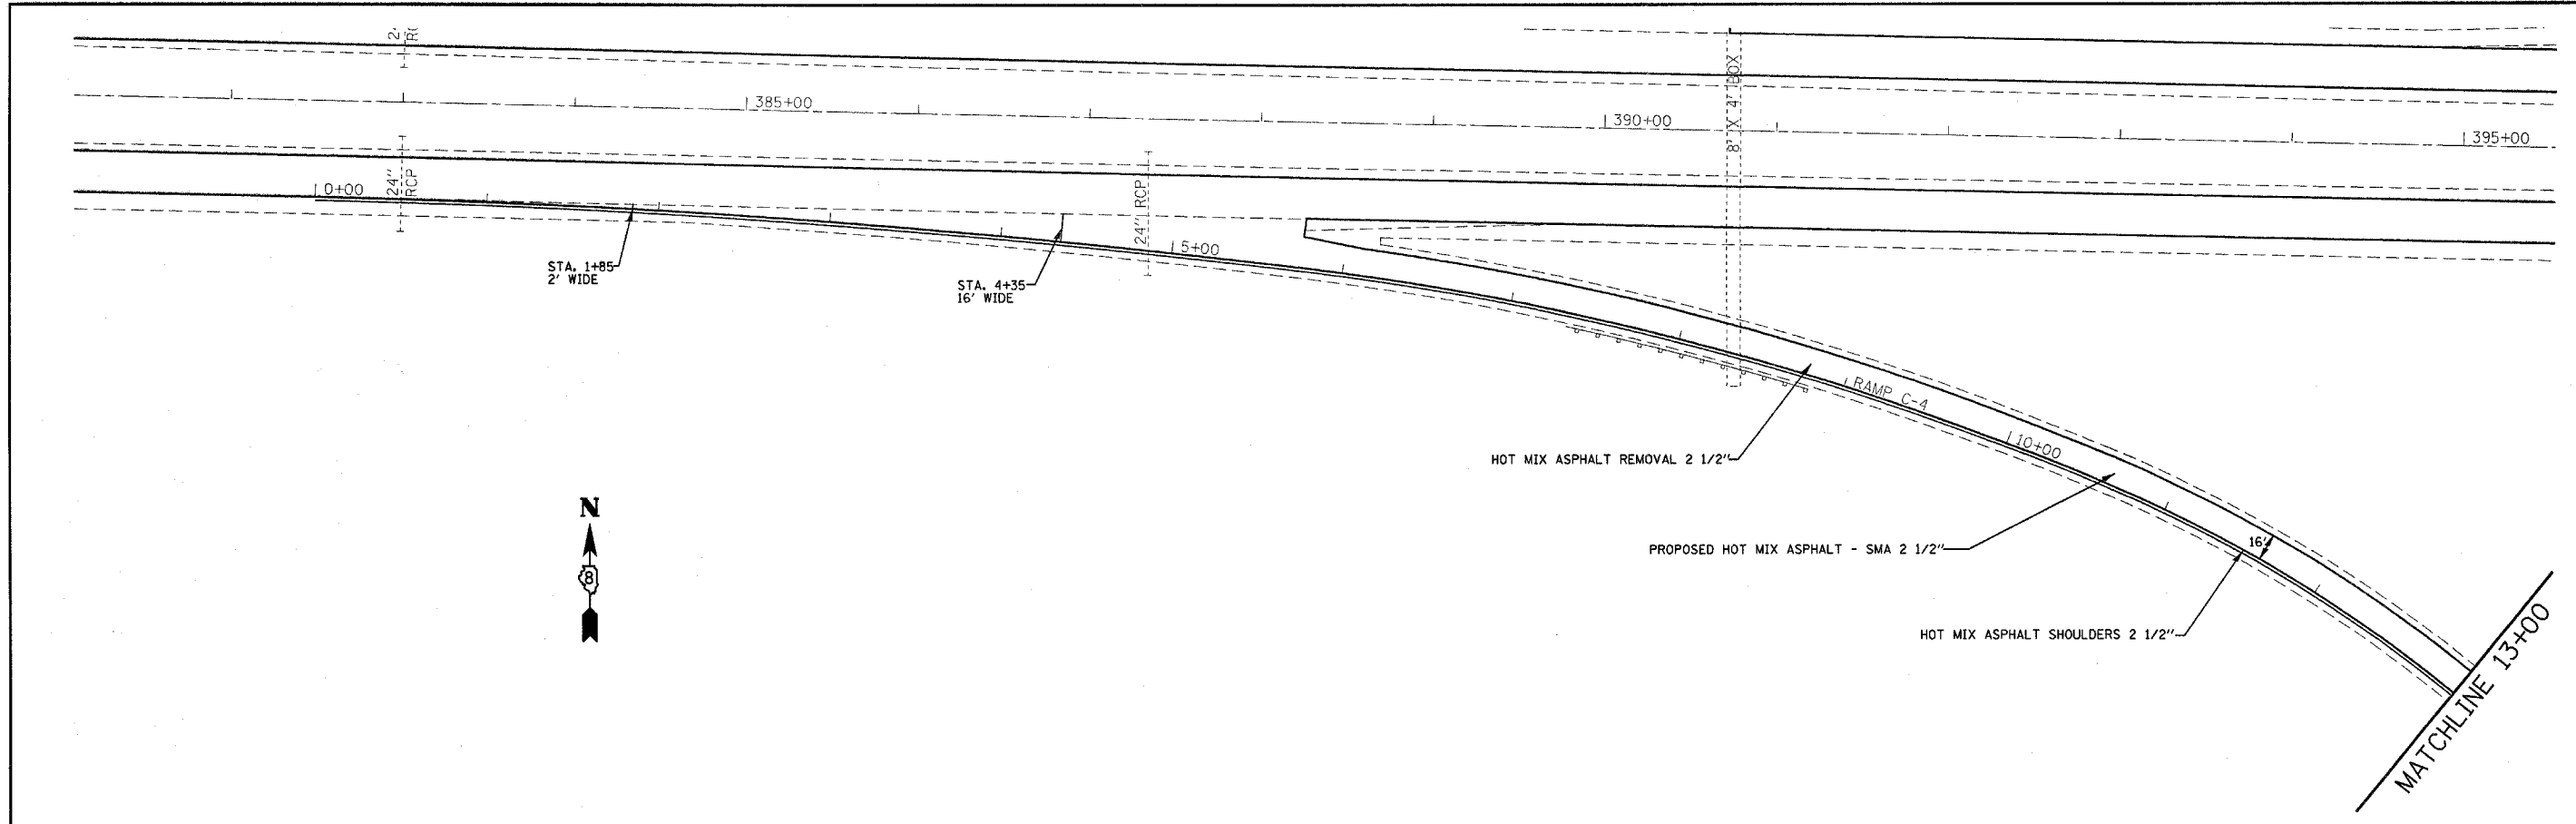 24"
RCP
385+00
390+00
395+00
8' X 4' BOX
0+00
24"
RCP
24" RCP
5+00
STA. 1+85
2' WIDE
STA. 4+35
16' WIDE
RAMP C-4
10+00
HOT MIX ASPHALT REMOVAL 2 1/2"
PROPOSED HOT MIX ASPHALT - SMA 2 1/2"
16'
HOT MIX ASPHALT SHOULDERS 2 1/2"
N
8
MATCHLINE 13+00